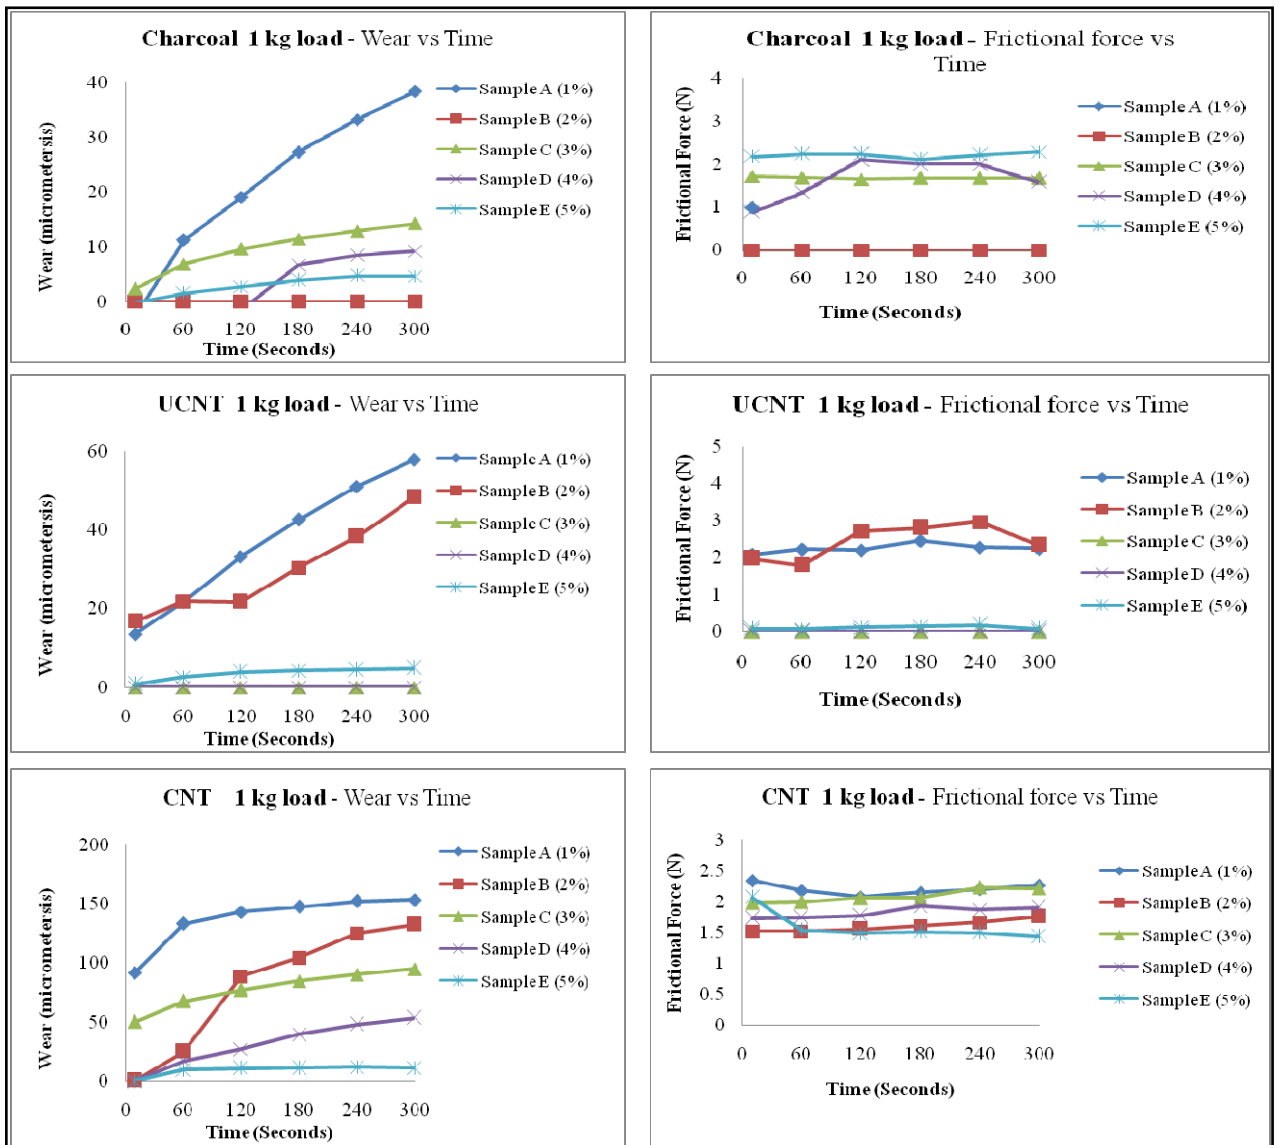 Charcoal 1 kg load - Wear vs Time
40
30
20
10
0
0 60 120 180 240 300
Wear (micrometersis)
Time (Seconds)
Sample A (1%)
Sample B (2%)
Sample C (3%)
Sample D (4%)
Sample E (5%)
Charcoal 1 kg load - Frictional force vs
Time
4
3
2
1
0
0 60 120 180 240 300
Frictional Force (N)
Time (Seconds)
Sample A (1%)
Sample B (2%)
Sample C (3%)
Sample D (4%)
Sample E (5%)
UCNT 1 kg load - Wear vs Time
60
40
20
0
0 60 120 180 240 300
Wear (micrometersis)
Time (Seconds)
Sample A (1%)
Sample B (2%)
Sample C (3%)
Sample D (4%)
Sample E (5%)
UCNT 1 kg load - Frictional force vs Time
5
4
3
2
1
0
0 60 120 180 240 300
Frictional Force (N)
Time (Seconds)
Sample A (1%)
Sample B (2%)
Sample C (3%)
Sample D (4%)
Sample E (5%)
CNT 1 kg load - Wear vs Time
200
150
100
50
0
0 60 120 180 240 300
Wear (micrometersis)
Time (Seconds)
Sample A (1%)
Sample B (2%)
Sample C (3%)
Sample D (4%)
Sample E (5%)
CNT 1 kg load - Frictional force vs Time
3
2.5
2
1.5
1
0.5
0
0 60 120 180 240 300
Frictional Force (N)
Time (Seconds)
Sample A (1%)
Sample B (2%)
Sample C (3%)
Sample D (4%)
Sample E (5%)